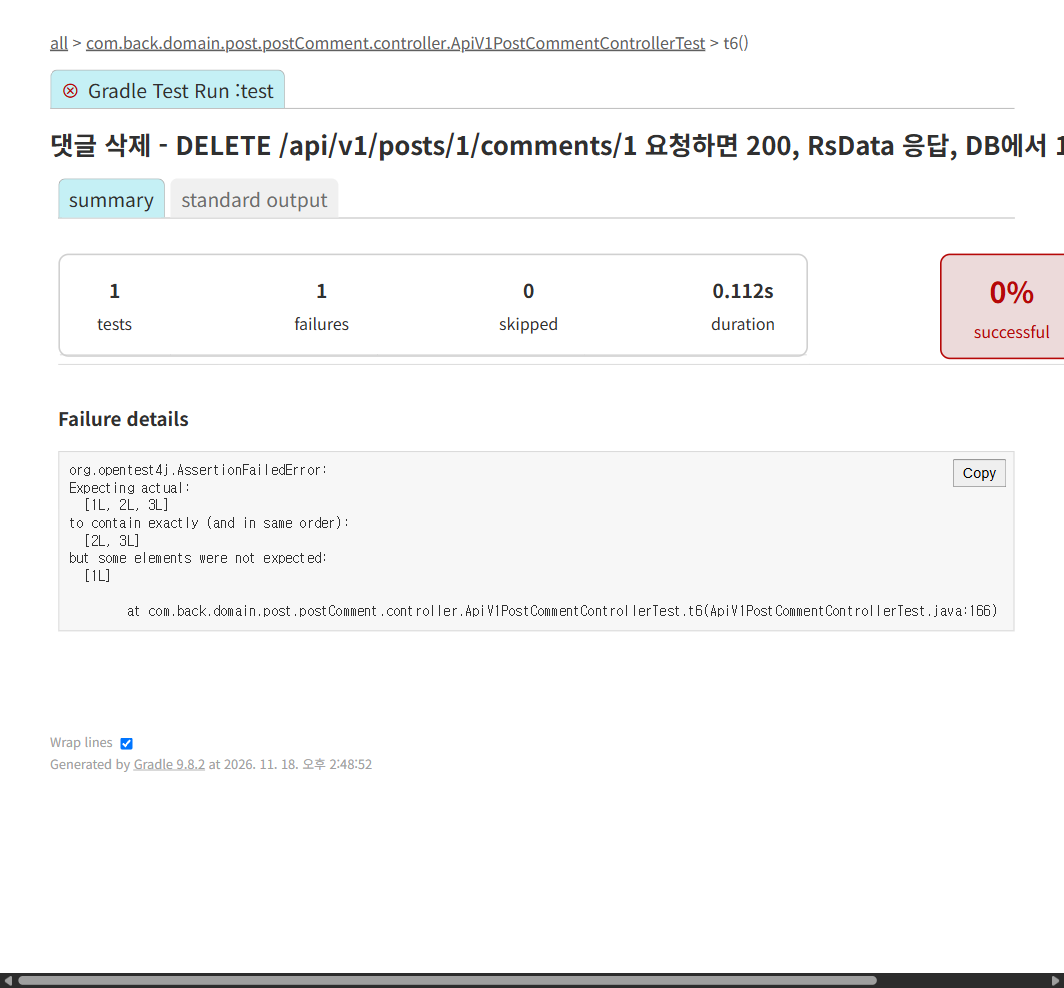 all > com.back.domain.post.postComment.controller.ApiV1PostCommentControllerTest > t6()
Gradle Test Run :test
댓글 삭제 - DELETE /api/v1/posts/1/comments/1 요청하면 200, RsData 응답, DB에서 1
summary standard output
1 1 0 0.112s 0%
tests failures skipped duration successful
Failure details
Copy
org.opentest4j.AssertionFailedError:
Expecting actual:
[1L, 2L, 3L]
to contain exactly (and in same order):
[2L, 3L]
but some elements were not expected:
[1L]
at com.back.domain.post.postComment.controller.ApiV1PostCommentControllerTest.t6(ApiV1PostCommentControllerTest.java:166)
Wrap lines
Generated by Gradle 9.8.2 at 2026. 11. 18. 오후 2:48:52